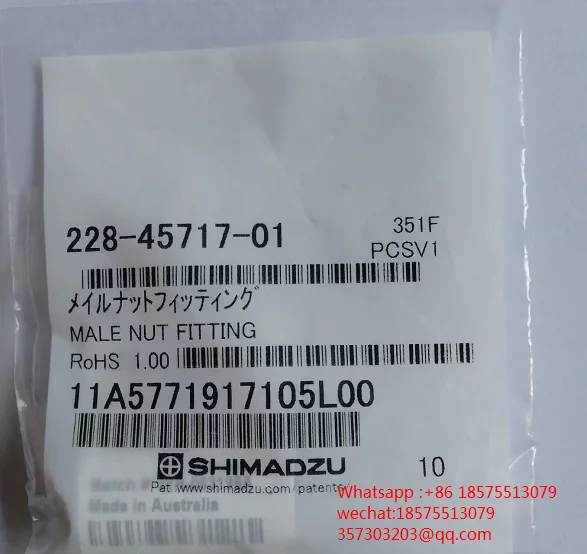 228-45717-01
351F
PCSV1
メイルナットフィッティング
MALE NUT FITTING
RoHS 1.00
11A5771917105L00
SHIMADZU
10
Pat.www.shimadzu.com/patents/
Made in Australia
Whatsapp :+86 18575513079
wechat:18575513079
357303203@qq.com